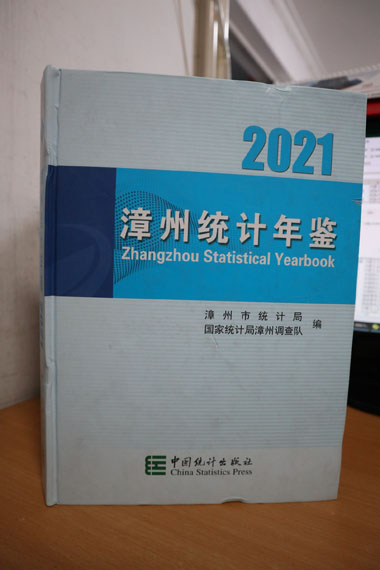 2021
漳州统计年鉴
Zhangzhou Statistical Yearbook
漳州市统计局
国家统计局漳州调查队 编
中国统计出版社
China Statistics Press